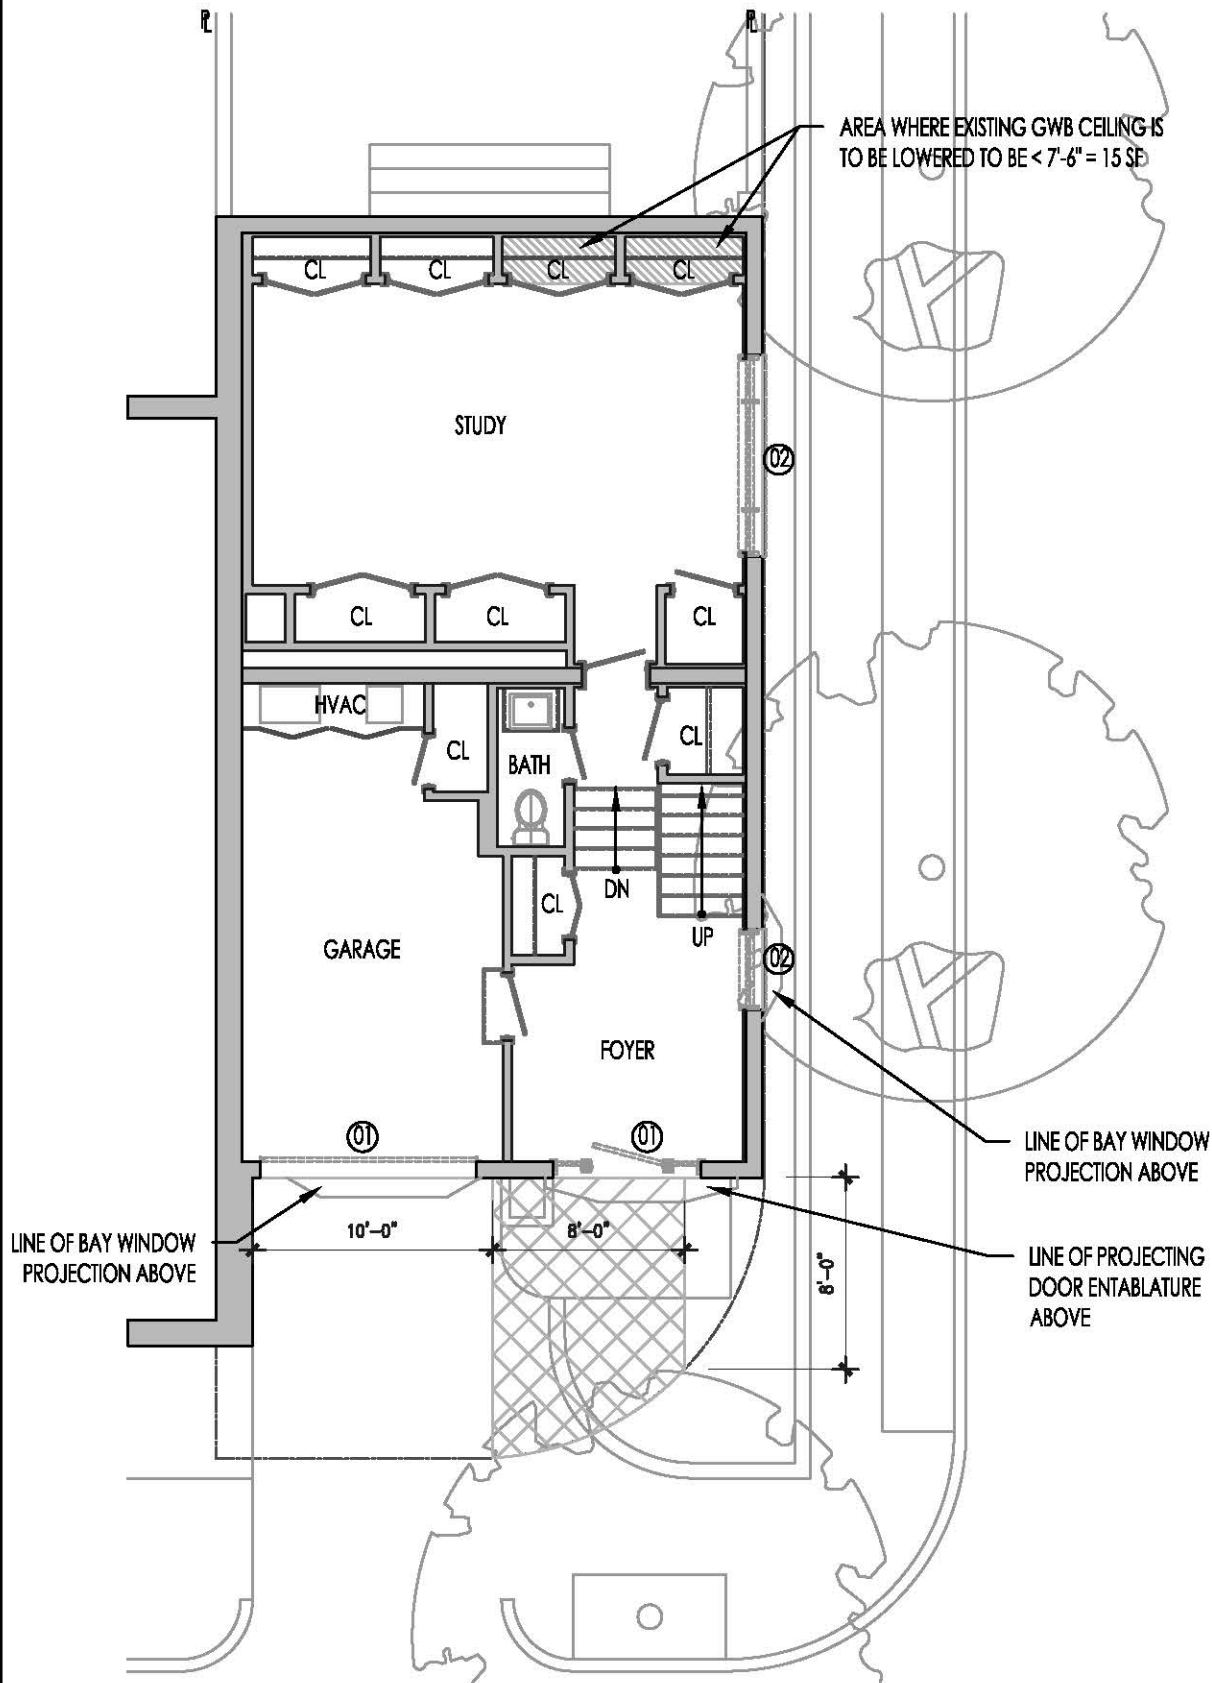 PL PL
AREA WHERE EXISTING GWB CEILING IS
TO BE LOWERED TO BE < 7'-6" = 15 SF
CL CL CL CL
STUDY
02
CL CL CL
HVAC
CL BATH CL
DN
CL
UP
GARAGE
02
FOYER
01 01
LINE OF BAY WINDOW
PROJECTION ABOVE
10'-0" 8'-0"
LINE OF BAY WINDOW
PROJECTION ABOVE
8'-0"
LINE OF PROJECTING
DOOR ENTABLATURE
ABOVE